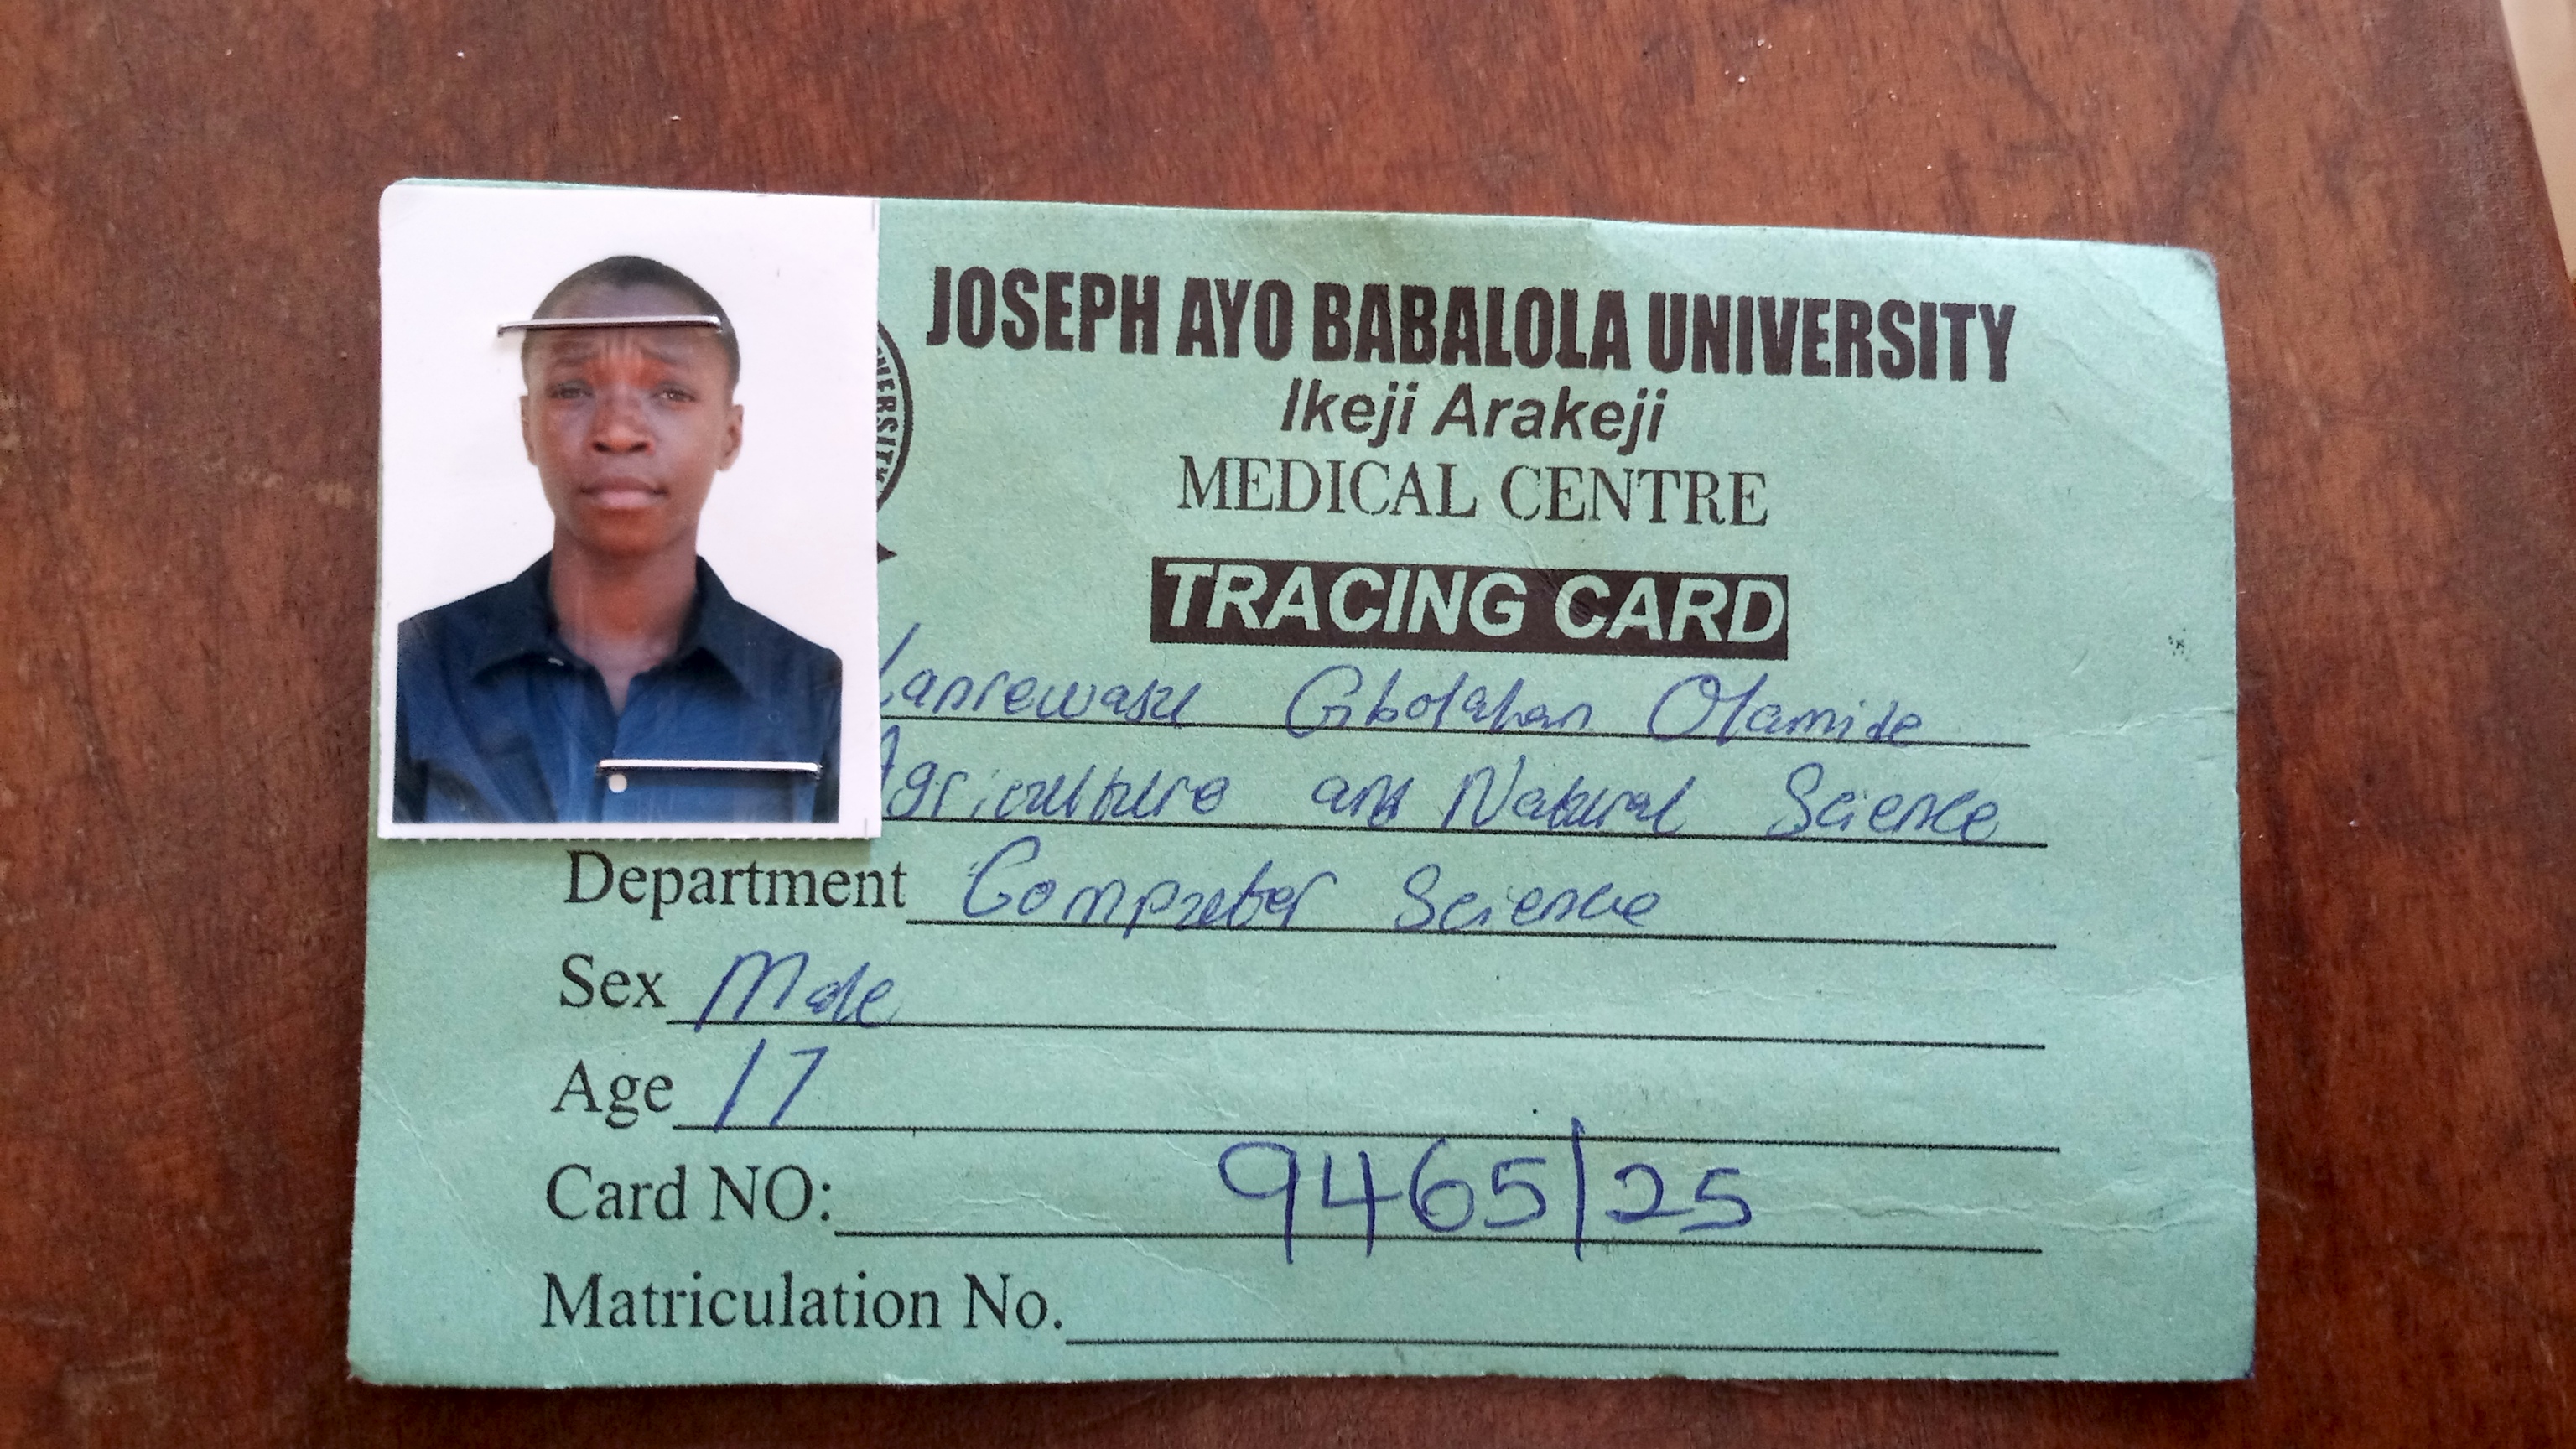 JOSEPH AYO BABALOLA UNIVERSITY
Ikeji Arakeji
MEDICAL CENTRE
TRACING CARD
Lanrewaju Gbolahan Olamide
Agriculture and Natural Science
Department Computer Science
Sex Male
Age 17
Card NO: 9465/25
Matriculation No.